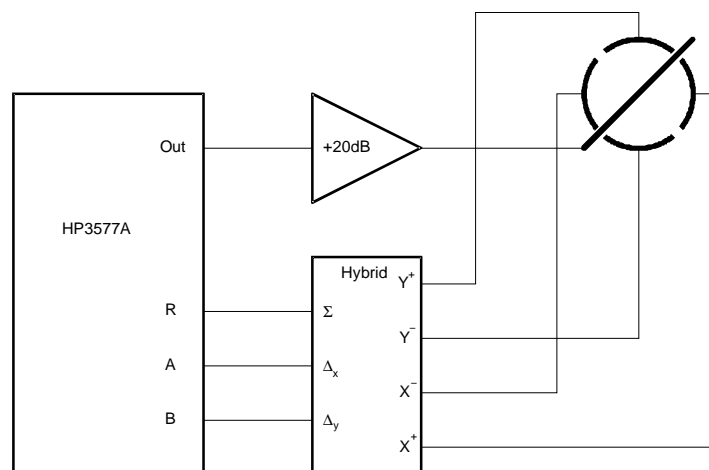 Out
+20dB
HP3577A
Hybrid
Y⁺
R
Σ
Y⁻
A
Δₓ
X⁻
B
Δy
X⁺